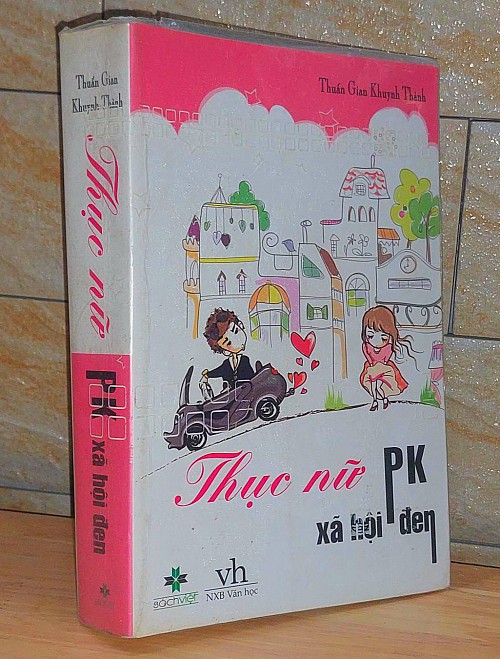 Thuấn Gian
Khuynh Thành
Thục nữ
PK
xã hội đen
Thuấn Gian Khuynh Thành
Thục nữ PK
xã hội đen
BáchViệt
vh
NXB Văn học